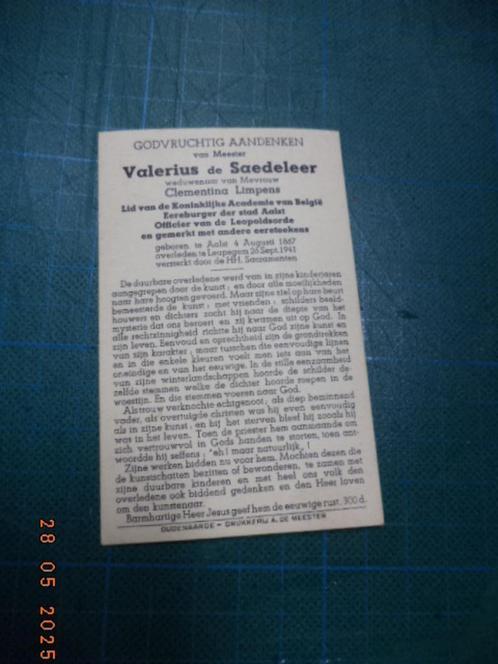 GODVRUCHTIG AANDENKEN
van Meester
Valerius de Saedeleer
weduwenaar van Mevrouw
Clementina Limpens
Lid van de Koninklijke Academie van België
Eereburger der stad Aalst
Officier van de Leopoldsorde
en gemerkt met andere eereteekens
geboren te Aalst 4 Augusti 1867
overleden te Leupegem 26 Sept. 1941
versterkt door de HH. Sacramenten
De duurbare overledene werd van in zijne kinderjaren
aangegrepen door de kunst ; en door alle moeilijkheden
naar hare hoogten gevoerd. Maar zijne ziel op hare beurt
bemeesterde de kunst : met vrienden : schilders beeld-
houwers en dichters zocht hij naar de diepte van het
mysterie dat ons beroert en zij kwamen uit op God. In
alle rechtzinnigheid richtte hij naar God zijne kunst en
zijn leven. Eenvoud en oprechtheid zijn de grondtrekken
van zijn karakter ; maar tusschen die eenvoudige lijnen
en in die enkele kleuren voelt men iets aan van het
oneindige en van het eeuwige. In de stille eenzaamheid
van zijne winterlandschappen hoorde de schilder de-
zelfde stemmen welke de dichter hoorde roepen in de
woestijn. En die stemmen voeren naar God.
Als trouw verknochte echtgenoot ; als diep beminnend
vader, als overtuigde christen was hij even eenvoudig
als in zijne kunst : en bij het sterven bleef hij zooals hij
was in het leven. Toen de priester hem aanmaande om
zich vertrouwvol in Gods handen te storten, toen ant-
woordde hij selfens : "eh ! maar natuurlijk, !
Zijne werken bidden nu voor hem. Mochten dezen die
de kunstschatten bezitten of bewonderen, te zamen met
zijne duurbare kinderen en met heel ons volk den
overledene ook biddend gedenken en den Heer loven
om den kunstenaar.
Barmhartige Heer Jesus geef hem de eeuwige rust. 300 d.
OUDENAARDE - DRUKKERIJ A. DE MEESTER
28 05 2025